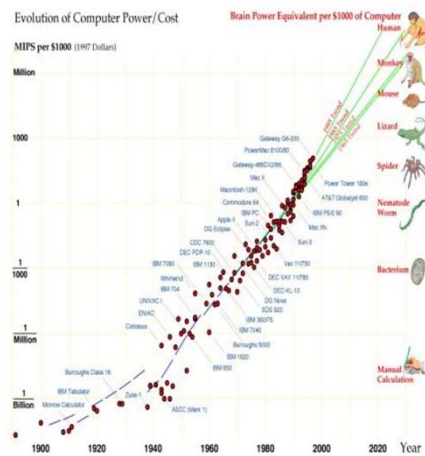 Evolution of Computer Power/Cost
Brain Power Equivalent per $1000 of Computer
MIPS per $1000 (1997 Dollars)
Human
Million
Monkey
Mouse
Gateway G6-200
PowerMac 8100/80
1000
Lizard
Gateway-486DX2/66
Mac II
Macintosh-128K
Power Tower 180e
Spider
Commodore 64
AT&T Globalyst 600
IBM PC
IBM PS/2 90
1
Apple II
Sun-2
Mac IIfx
Nematode
Worm
DG Eclipse
Sun-3
CDC 7600
DEC PDP-10
Vax 11/750
IBM 7090
IBM 1130
DEC VAX 11/780
1
1000
Bacterium
Whirlwind
DEC-KL-10
IBM 704
DG Nova
UNIVAC I
SDS 920
ENIAC
IBM 360/75
Colossus
IBM 7040
1
Million
Burroughs 5000
IBM 1620
Burroughs Class 16
IBM 650
Manual
Calculation
IBM Tabulator
Zuse-1
Monroe Calculator
ASCC (Mark 1)
1
Billion
1900 1910 1920 1930 1940 1950 1960 1970 1980 1990 2000 2010 2020 Year